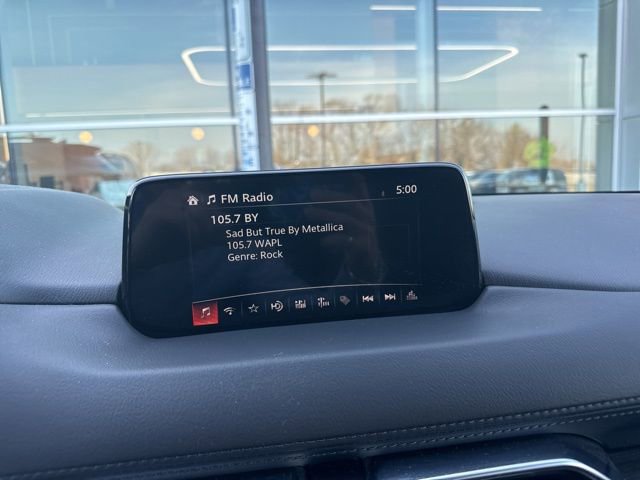 FM Radio
5:00
105.7 BY
Sad But True By Metallica
105.7 WAPL
Genre: Rock